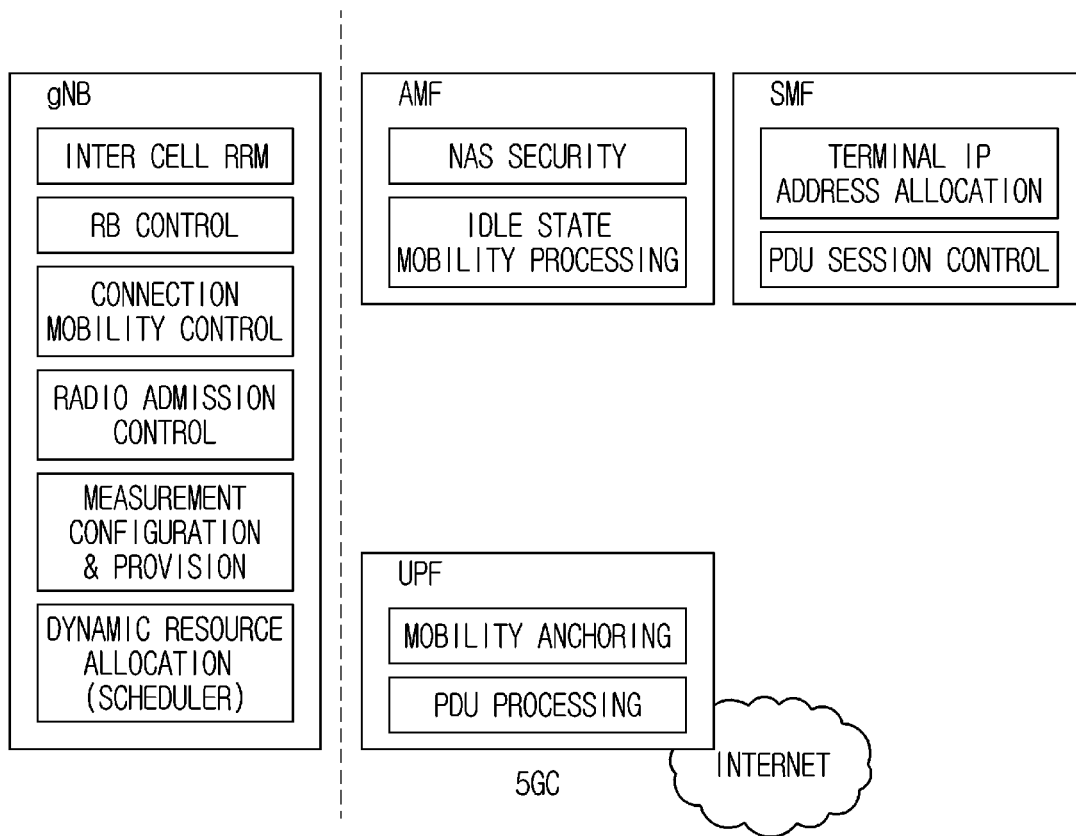 gNB
INTER CELL RRM
RB CONTROL
CONNECTION
MOBILITY CONTROL
RADIO ADMISSION
CONTROL
MEASUREMENT
CONFIGURATION
& PROVISION
DYNAMIC RESOURCE
ALLOCATION
(SCHEDULER)
AMF
NAS SECURITY
IDLE STATE
MOBILITY PROCESSING
SMF
TERMINAL IP
ADDRESS ALLOCATION
PDU SESSION CONTROL
UPF
MOBILITY ANCHORING
PDU PROCESSING
INTERNET
5GC